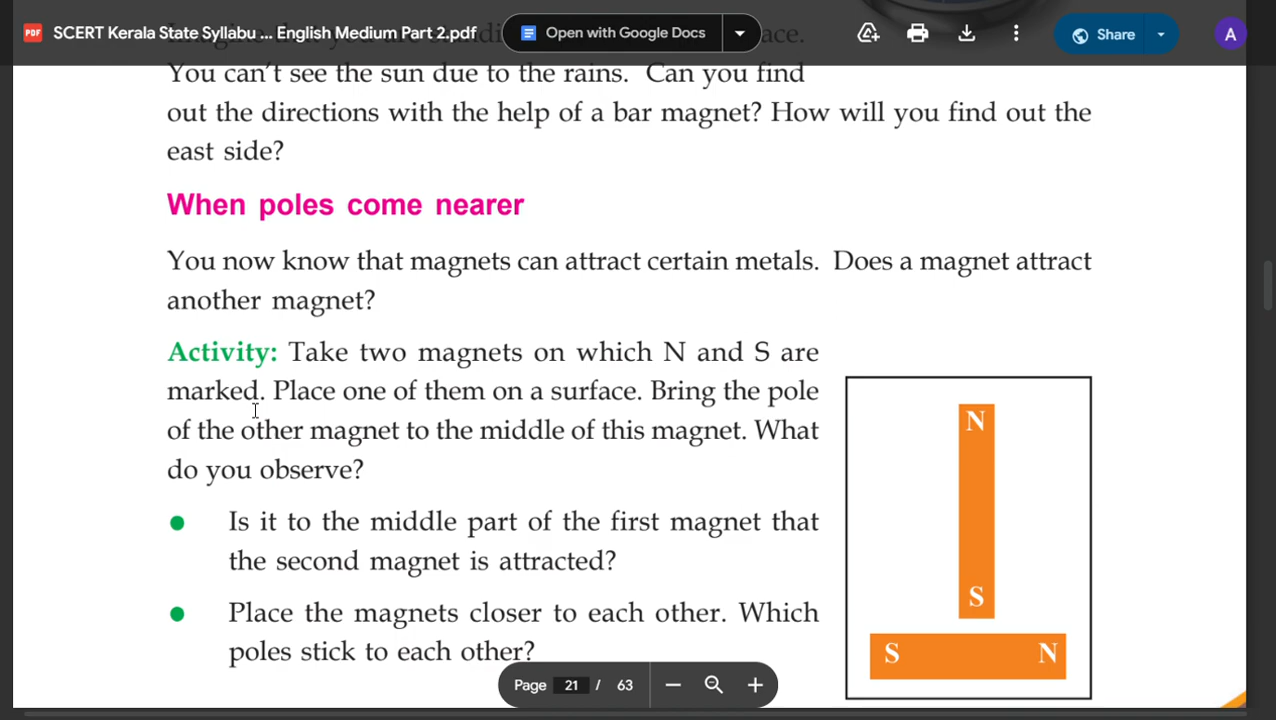 SCERT Kerala State Syllabu ... English Medium Part 2.pdf
Open with Google Docs
Share
A
You can't see the sun due to the rains. Can you find
out the directions with the help of a bar magnet? How will you find out the
east side?
When poles come nearer
You now know that magnets can attract certain metals. Does a magnet attract
another magnet?
Activity: Take two magnets on which N and S are
marked. Place one of them on a surface. Bring the pole
of the other magnet to the middle of this magnet. What
do you observe?
Is it to the middle part of the first magnet that
the second magnet is attracted?
Place the magnets closer to each other. Which
poles stick to each other?
N
S
S N
Page 21 / 63